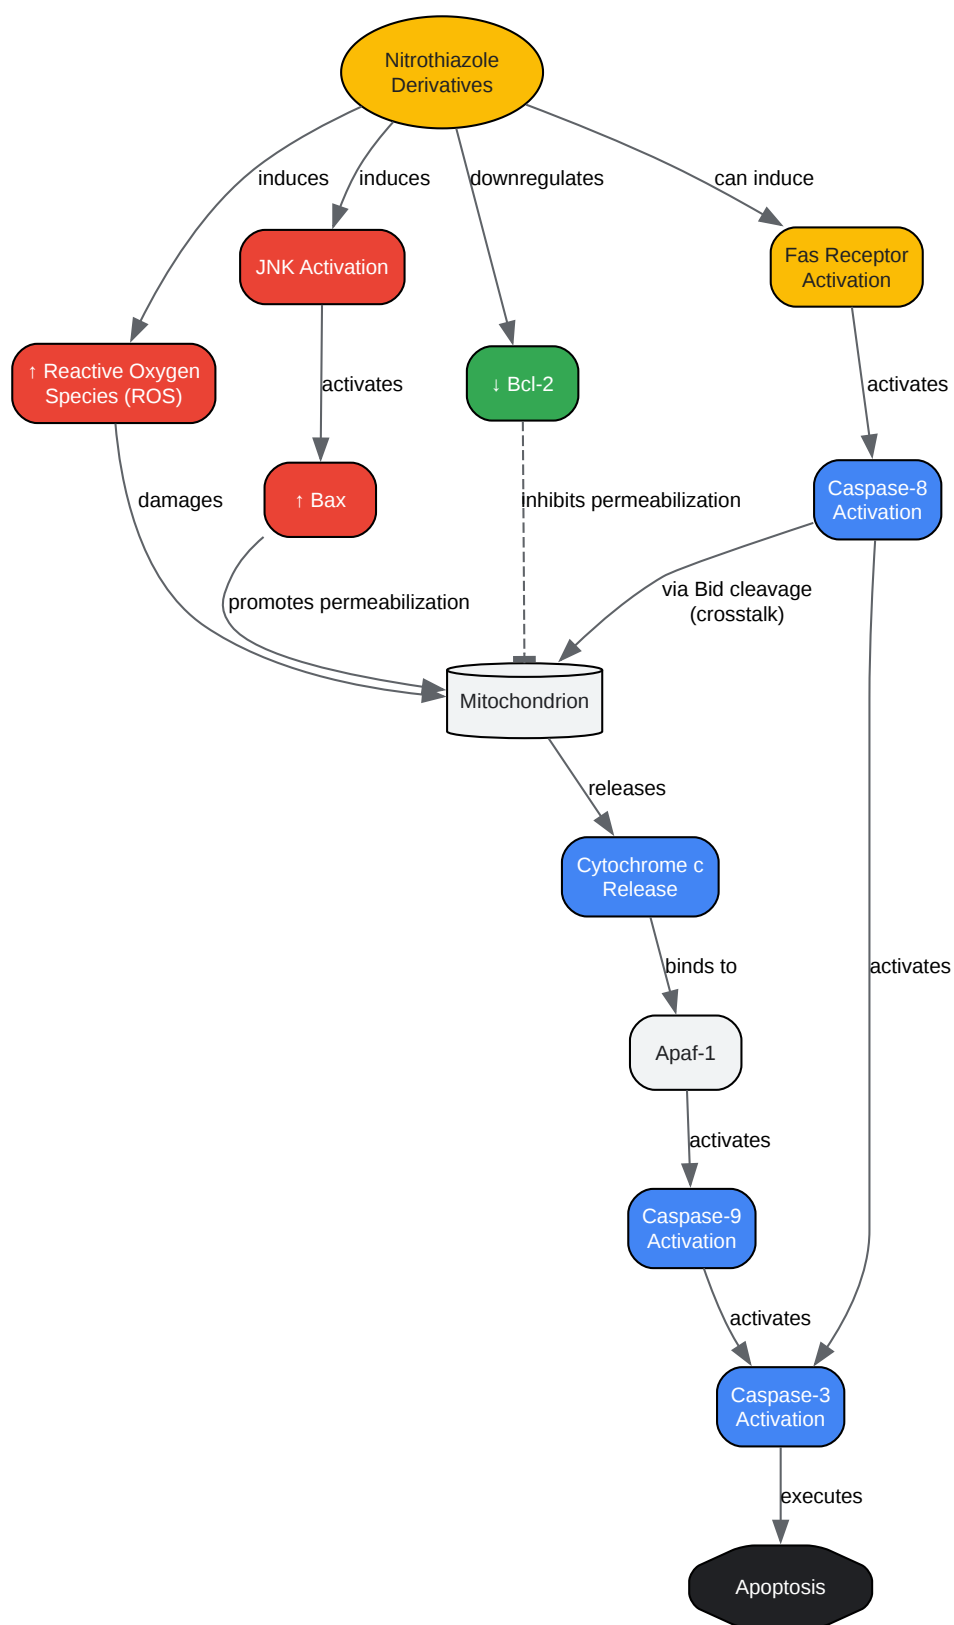 Nitrothiazole
Derivatives
induces
induces
downregulates
can induce
JNK Activation
Fas Receptor
Activation
↑ Reactive Oxygen
Species (ROS)
activates
↓ Bcl-2
activates
damages
↑ Bax
inhibits permeabilization
Caspase-8
Activation
promotes permeabilization
via Bid cleavage
(crosstalk)
Mitochondrion
releases
Cytochrome c
Release
binds to
activates
Apaf-1
activates
Caspase-9
Activation
activates
Caspase-3
Activation
executes
Apoptosis